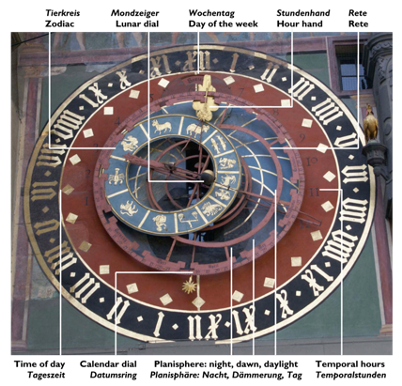 Tierkreis
Zodiac
Mondzeiger
Lunar dial
Wochentag
Day of the week
Stundenhand
Hour hand
Rete
Rete
Time of day
Tageszeit
Calendar dial
Datumsring
Planisphere: night, dawn, daylight
Planisphäre: Nacht, Dämmerung, Tag
Temporal hours
Temporalstunden